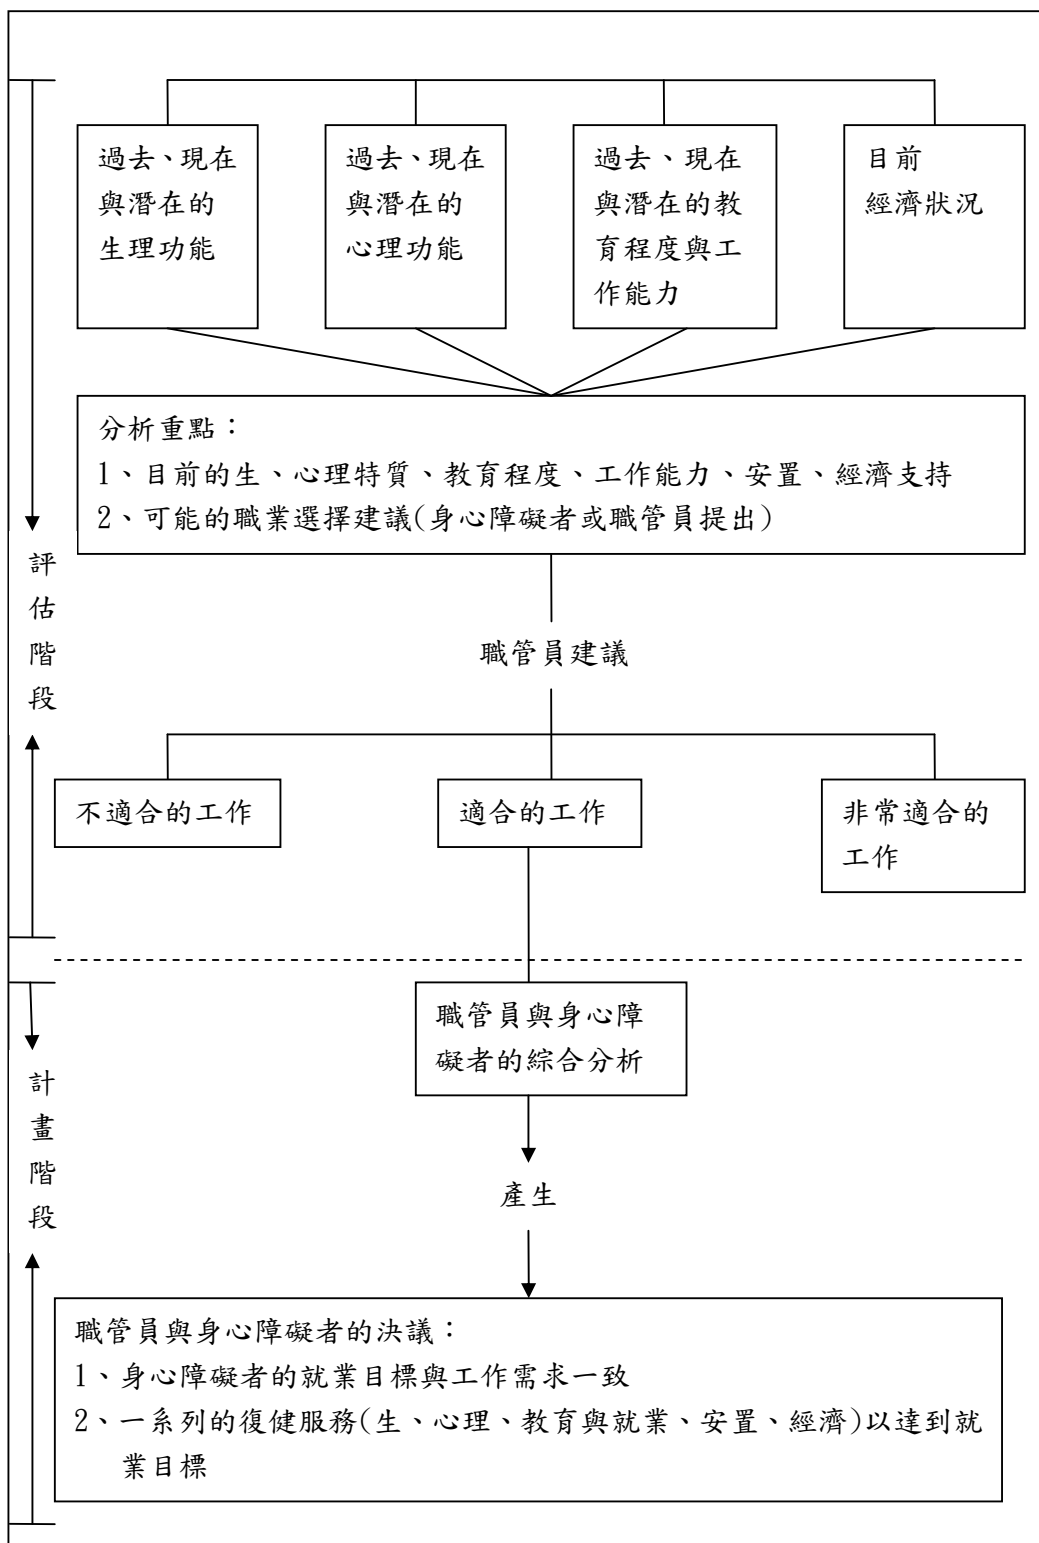 過去、現在
與潛在的
生理功能
過去、現在
與潛在的
心理功能
過去、現在
與潛在的教
育程度與工
作能力
目前
經濟狀況
分析重點：
1、目前的生、心理特質、教育程度、工作能力、安置、經濟支持
2、可能的職業選擇建議(身心障礙者或職管員提出)
評估階段
職管員建議
不適合的工作
適合的工作
非常適合的
工作
計畫階段
職管員與身心障
礙者的綜合分析
產生
職管員與身心障礙者的決議：
1、身心障礙者的就業目標與工作需求一致
2、一系列的復健服務(生、心理、教育與就業、安置、經濟)以達到就
業目標